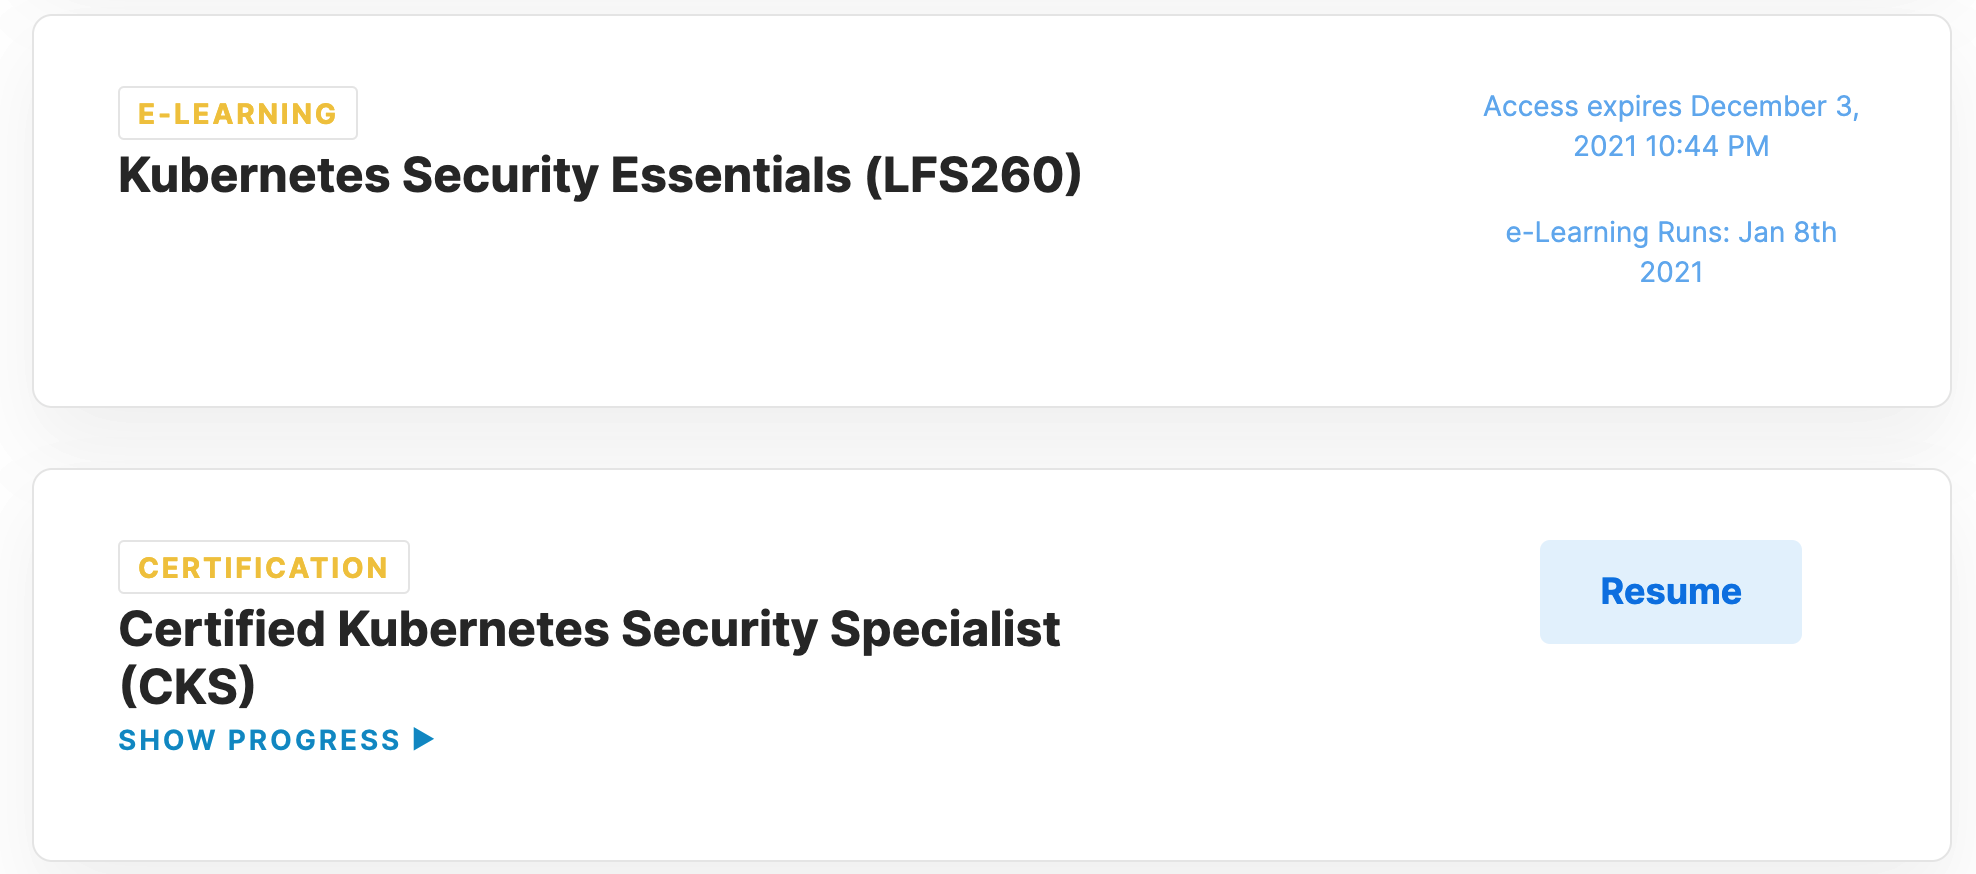 E-LEARNING
Kubernetes Security Essentials (LFS260)
Access expires December 3,
2021 10:44 PM
e-Learning Runs: Jan 8th
2021
CERTIFICATION
Certified Kubernetes Security Specialist
(CKS)
SHOW PROGRESS ▶
Resume